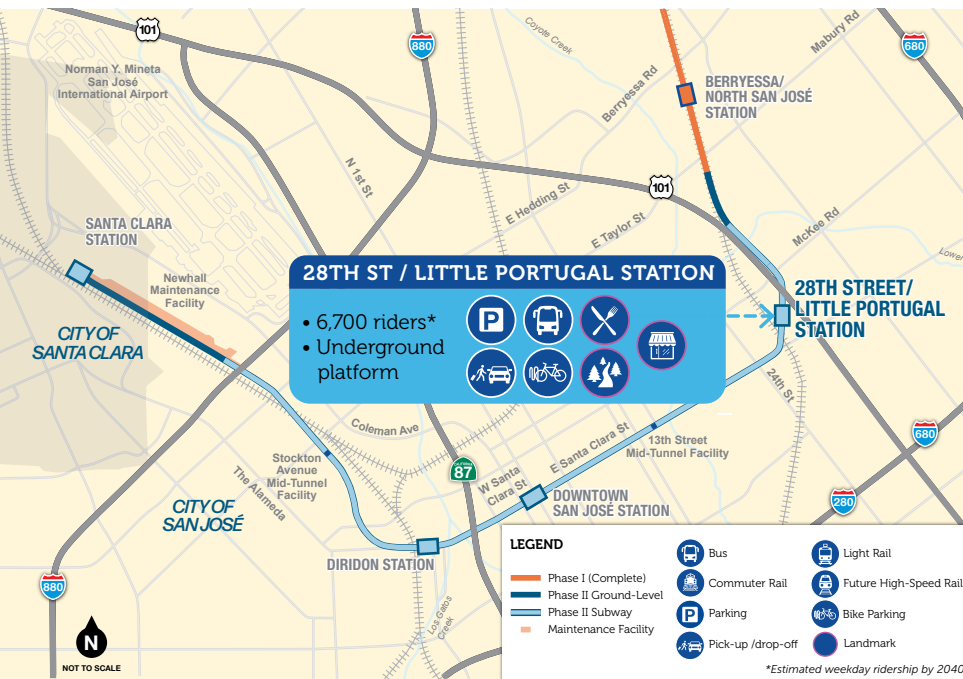 101
880
Coyote Creek
Mabury Rd
680
Norman Y. Mineta
San José
International Airport
Berryessa Rd
BERRYESSA/
NORTH SAN JOSÉ
STATION
N 1st St
101
E Hedding St
E Taylor St
McKee Rd
Lower
SANTA CLARA
STATION
Newhall
Maintenance
Facility
CITY OF
SANTA CLARA
28TH ST / LITTLE PORTUGAL STATION
• 6,700 riders*
• Underground
platform
P
28TH STREET/
LITTLE PORTUGAL
STATION
24th St
Coleman Ave
680
E Santa Clara St
13th Street
Mid-Tunnel Facility
Stockton
Avenue
Mid-Tunnel
Facility
The Alameda
CALIFORNIA
87
W Santa
Clara St
280
CITY OF
SAN JOSÉ
DOWNTOWN
SAN JOSÉ STATION
DIRIDON STATION
880
Los Gatos
Creek
N
NOT TO SCALE
LEGEND
Phase I (Complete)
Phase II Ground-Level
Phase II Subway
Maintenance Facility
Bus
Commuter Rail
P Parking
Pick-up /drop-off
Light Rail
Future High-Speed Rail
Bike Parking
Landmark
*Estimated weekday ridership by 2040